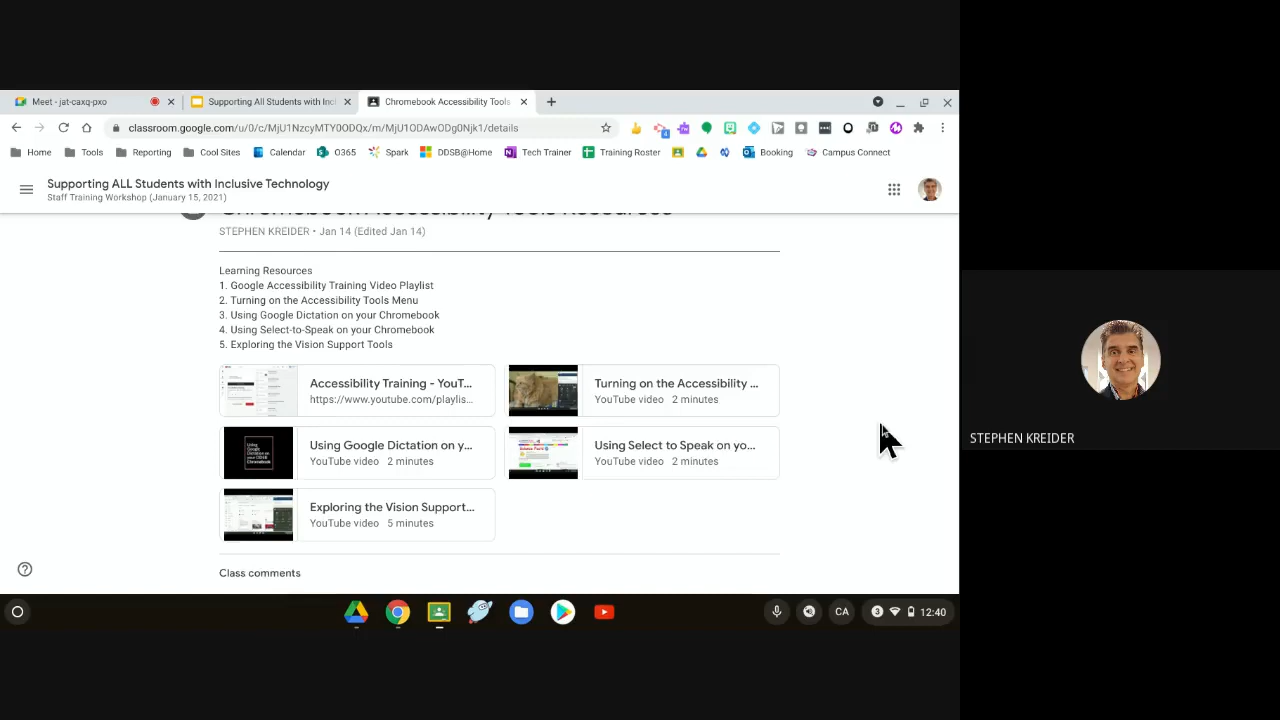 Meet - jat-caxq-pxo
Supporting All Students with Incl
Chromebook Accessibility Tools
classroom.google.com/u/0/c/MjU1NzcyMTY0ODQx/m/MjU1ODAwODg0Njk1/details
4
Home Tools Reporting Cool Sites Calendar O365 Spark DDSB@Home Tech Trainer Training Roster Booking Campus Connect
Supporting ALL Students with Inclusive Technology
Staff Training Workshop (January 15, 2021)
Chromebook Accessibility Tools Resources
STEPHEN KREIDER • Jan 14 (Edited Jan 14)
Learning Resources
1. Google Accessibility Training Video Playlist
2. Turning on the Accessibility Tools Menu
3. Using Google Dictation on your Chromebook
4. Using Select-to-Speak on your Chromebook
5. Exploring the Vision Support Tools
Accessibility Training - YouT...
https://www.youtube.com/playlis...
Turning on the Accessibility ...
YouTube video 2 minutes
Using Google Dictation on y...
YouTube video 2 minutes
Using Select to Speak on yo...
YouTube video 2 minutes
Exploring the Vision Support...
YouTube video 5 minutes
Class comments
CA
3
12:40
STEPHEN KREIDER